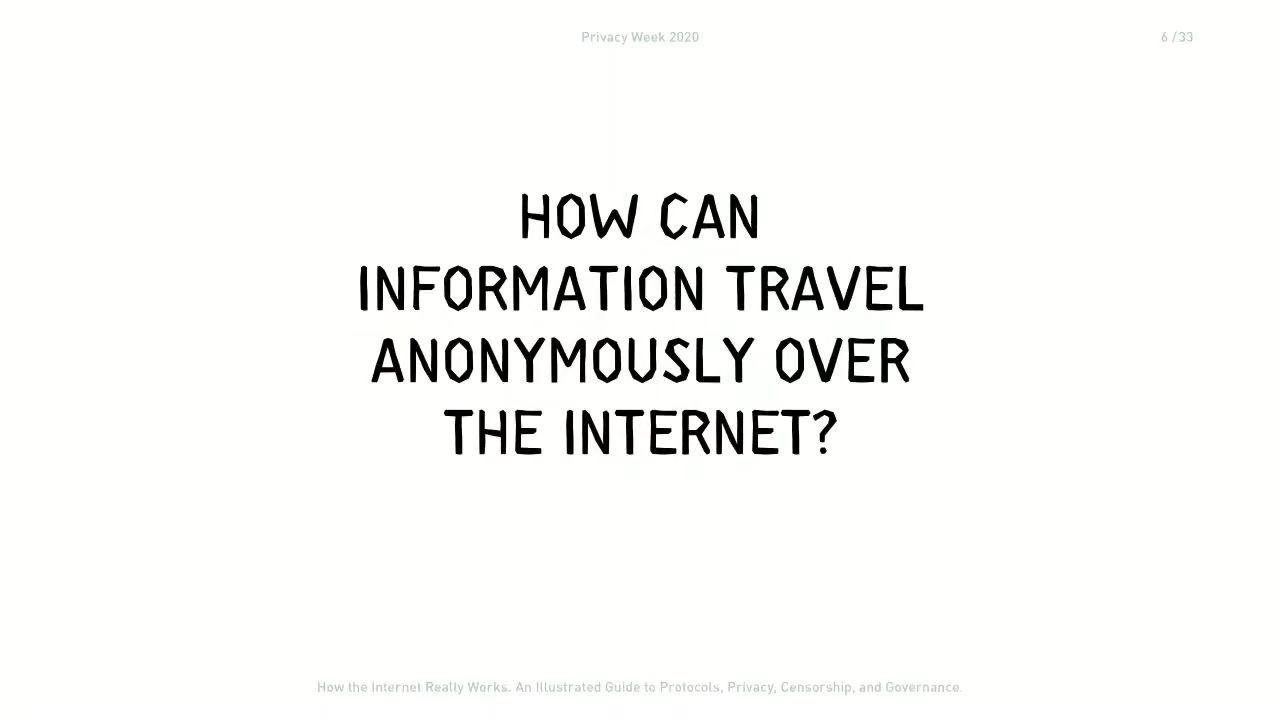 Privacy Week 2020
6 / 33
HOW CAN
INFORMATION TRAVEL
ANONYMOUSLY OVER
THE INTERNET?
How the Internet Really Works. An Illustrated Guide to Protocols, Privacy, Censorship, and Governance.